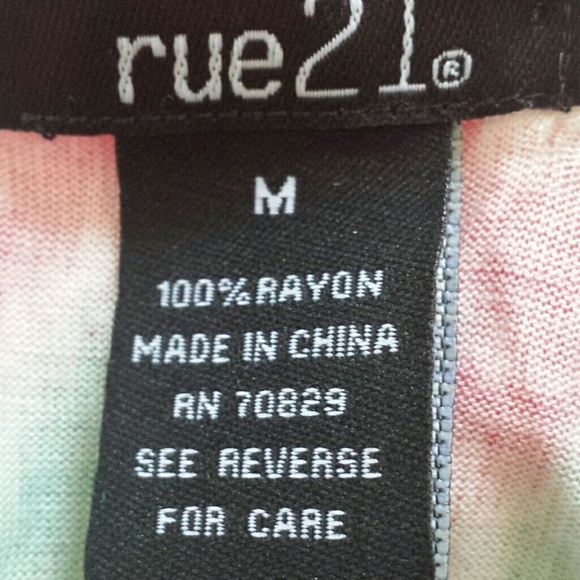 rue21®
M
100% RAYON
MADE IN CHINA
RN 70829
SEE REVERSE
FOR CARE